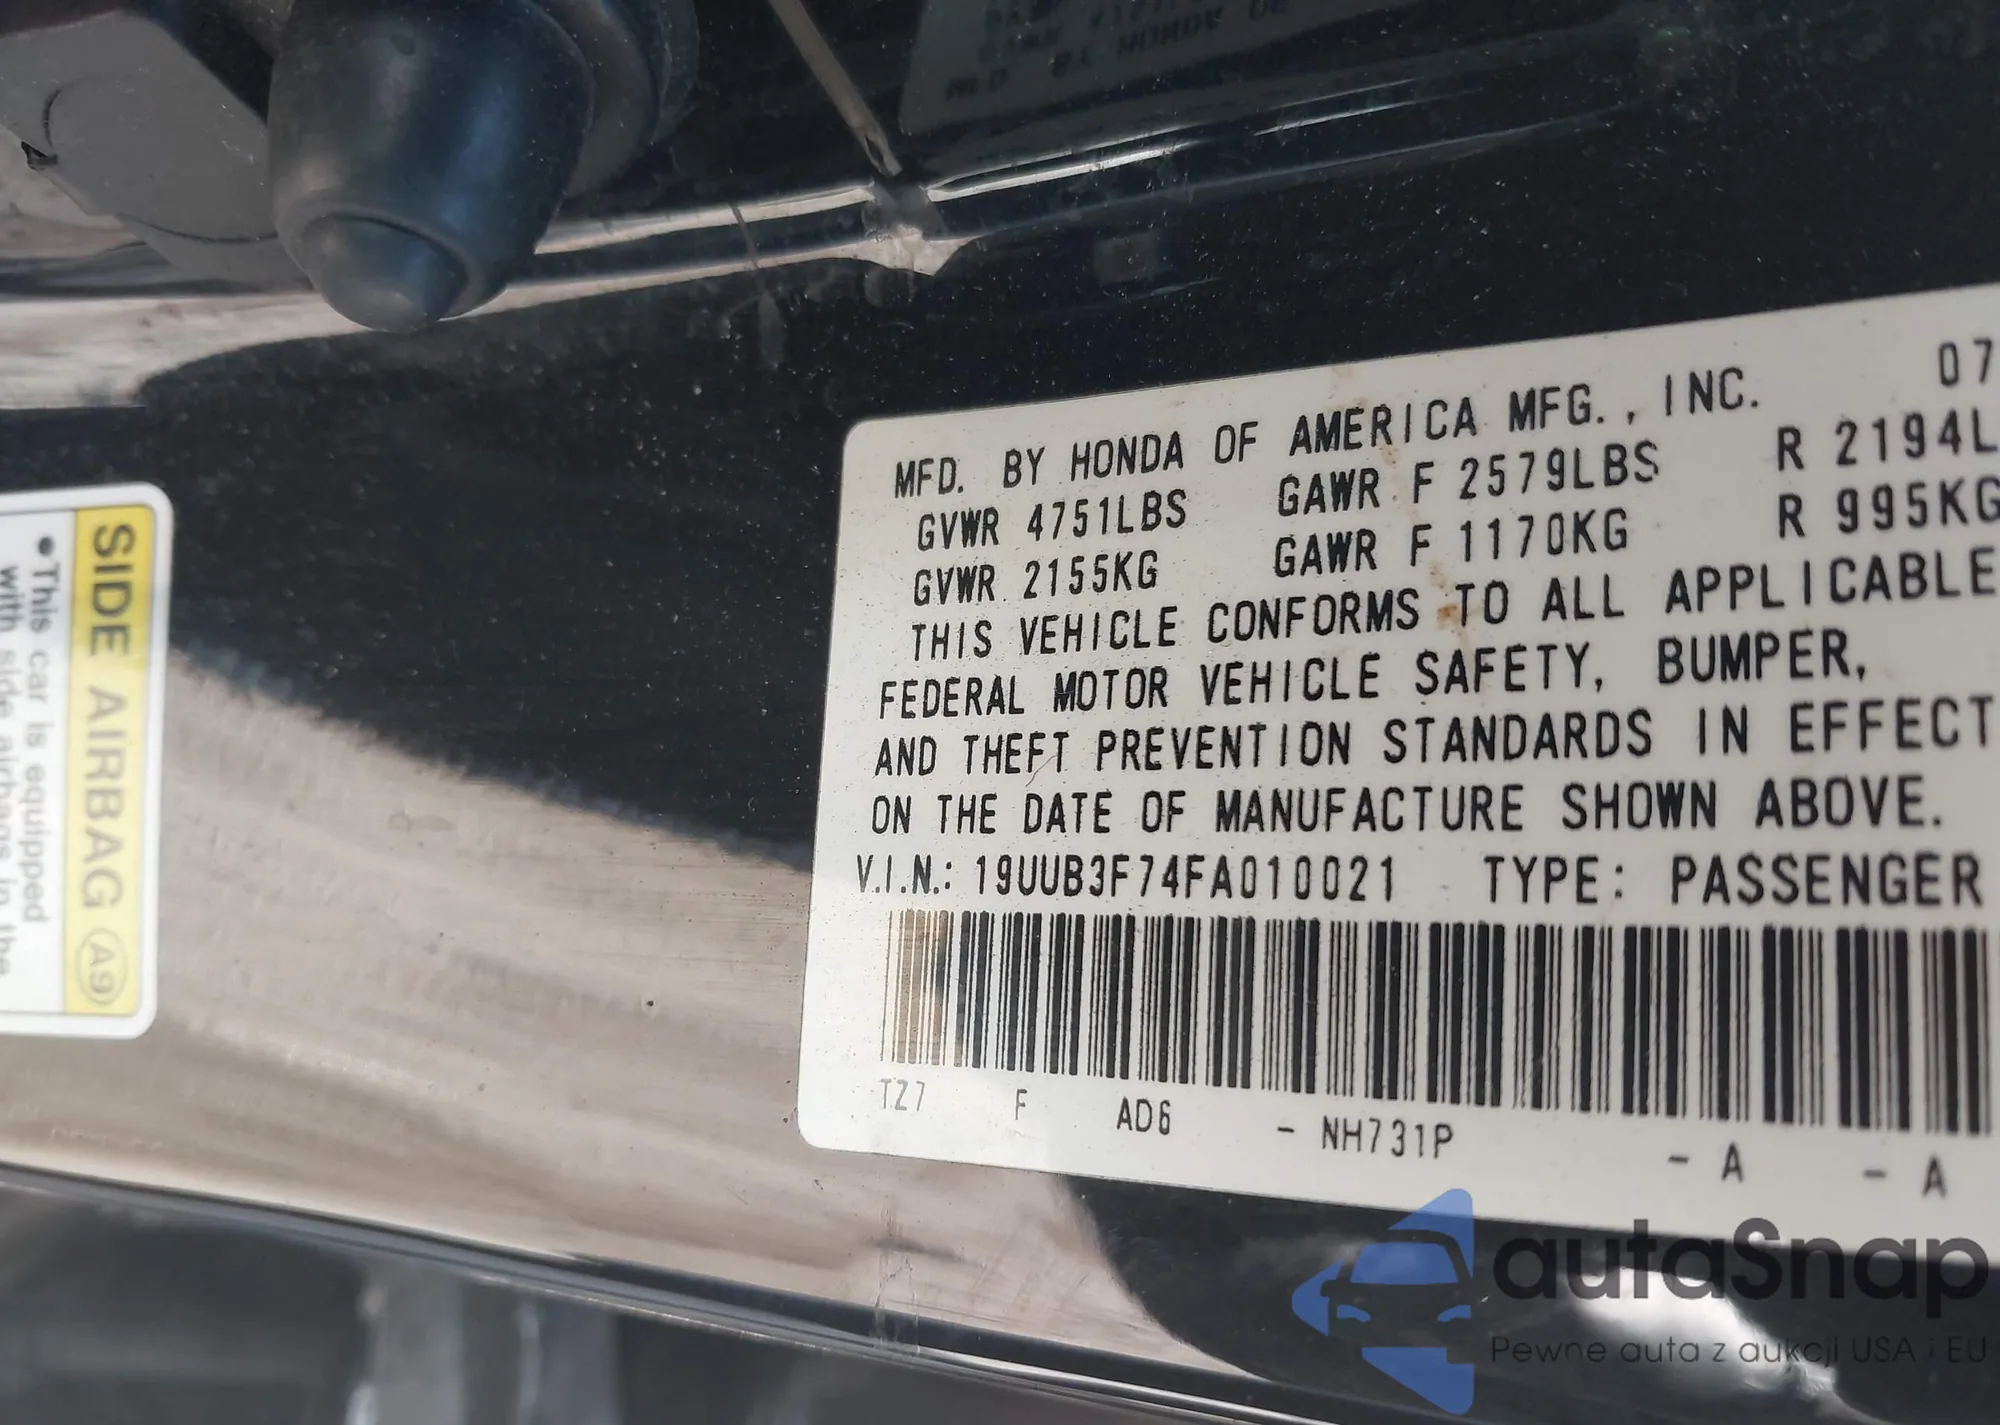 SIDE AIRBAG A9
•This car is equipped
with side airbags in the
MFD. BY HONDA OF AMERICA MFG., INC. 07
GVWR 4751LBS GAWR F 2579LBS R 2194L
GVWR 2155KG GAWR F 1170KG R 995KG
THIS VEHICLE CONFORMS TO ALL APPLICABLE
FEDERAL MOTOR VEHICLE SAFETY, BUMPER,
AND THEFT PREVENTION STANDARDS IN EFFECT
ON THE DATE OF MANUFACTURE SHOWN ABOVE.
V.I.N.: 19UUB3F74FA010021 TYPE: PASSENGER
TZ7 F AD6 - NH731P - A - A
autaSnap
Pewne auta z aukcji USA i EU